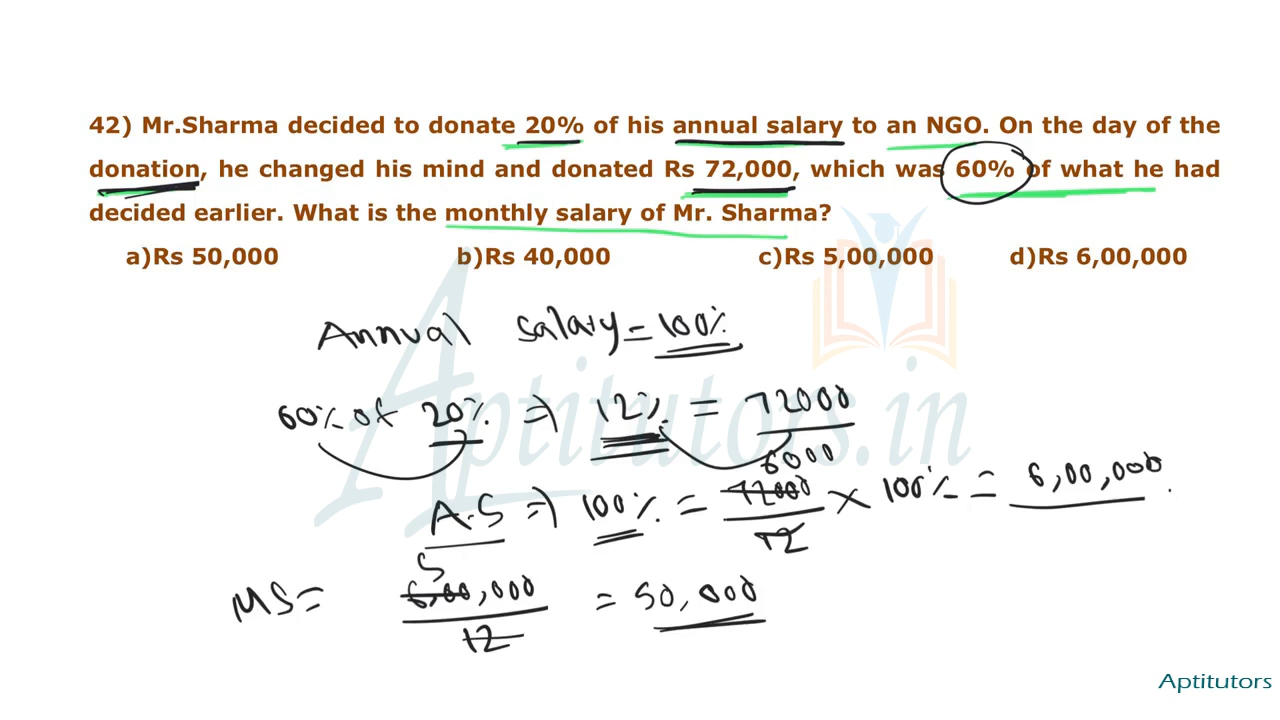 42) Mr.Sharma decided to donate 20% of his annual salary to an NGO. On the day of the
donation, he changed his mind and donated Rs 72,000, which was 60% of what he had
decided earlier. What is the monthly salary of Mr. Sharma?
a)Rs 50,000 b)Rs 40,000 c)Rs 5,00,000 d)Rs 6,00,000
Annual salary = 100%
60% of 20% ⇒ 12% = 72000
6000
A.S ⇒ 100% = 72000 / 12 × 100% = 6,00,000
5
MS = 6,00,000 / 12 = 50,000
Aptitutors.in
Aptitutors